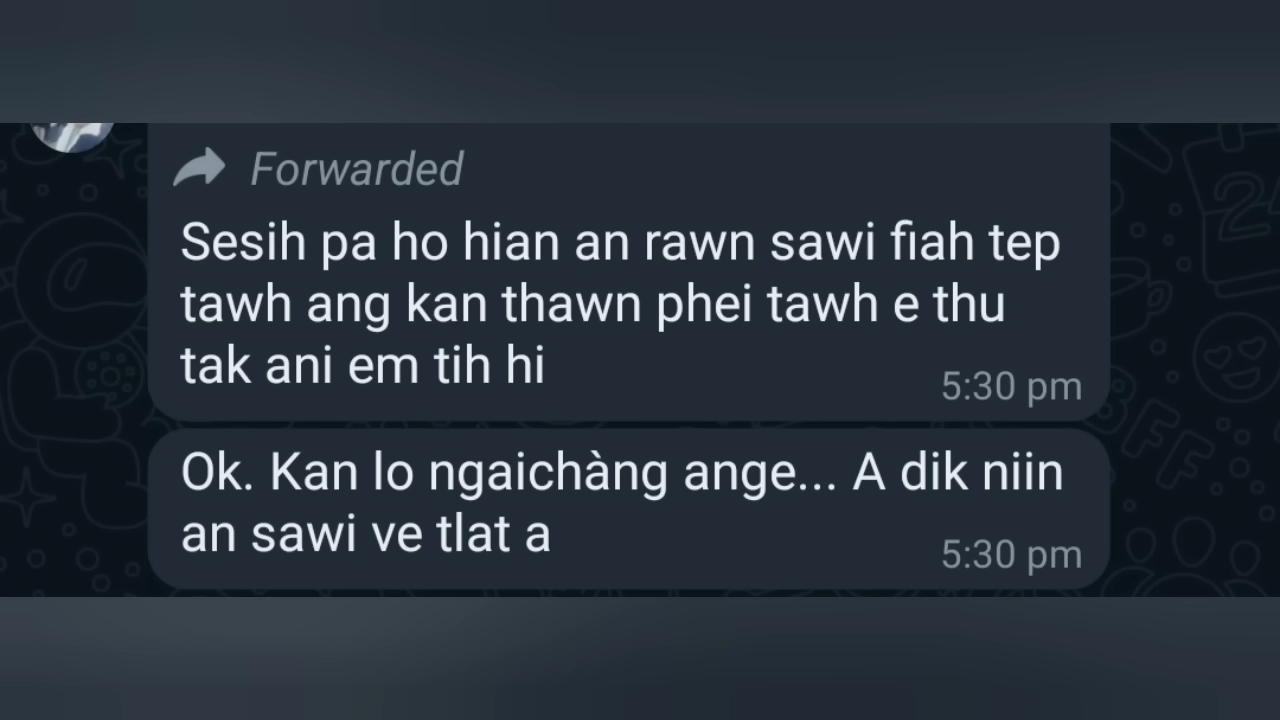 Forwarded
Sesih pa ho hian an rawn sawi fiah tep
tawh ang kan thawn phei tawh e thu
tak ani em tih hi
5:30 pm
Ok. Kan lo ngaichàng ange... A dik niin
an sawi ve tlat a
5:30 pm